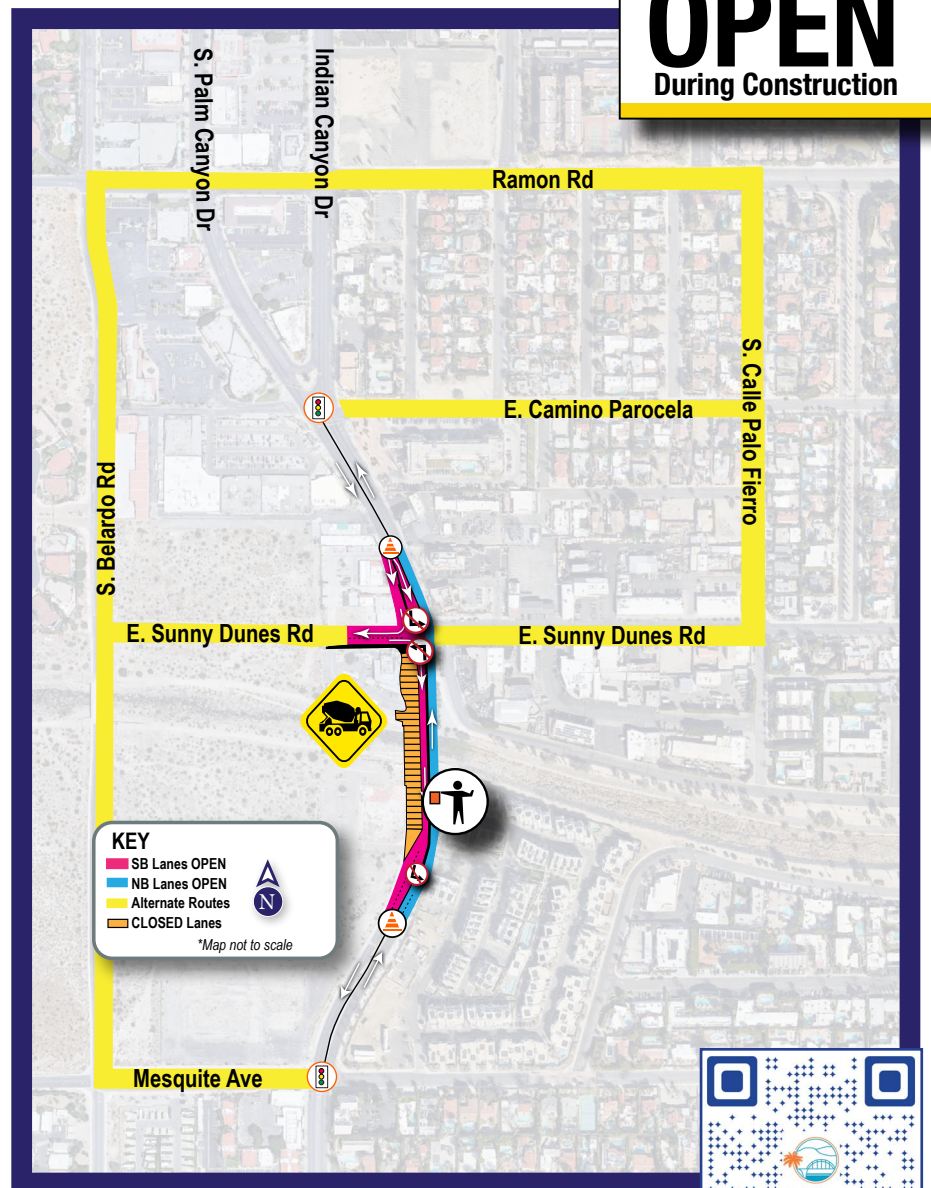 OPEN
During Construction
S. Palm Canyon Dr
Indian Canyon Dr
Ramon Rd
S. Calle Palo Fierro
E. Camino Parocela
S. Belardo Rd
E. Sunny Dunes Rd
E. Sunny Dunes Rd
KEY
SB Lanes OPEN
NB Lanes OPEN
Alternate Routes
CLOSED Lanes
N
*Map not to scale
Mesquite Ave